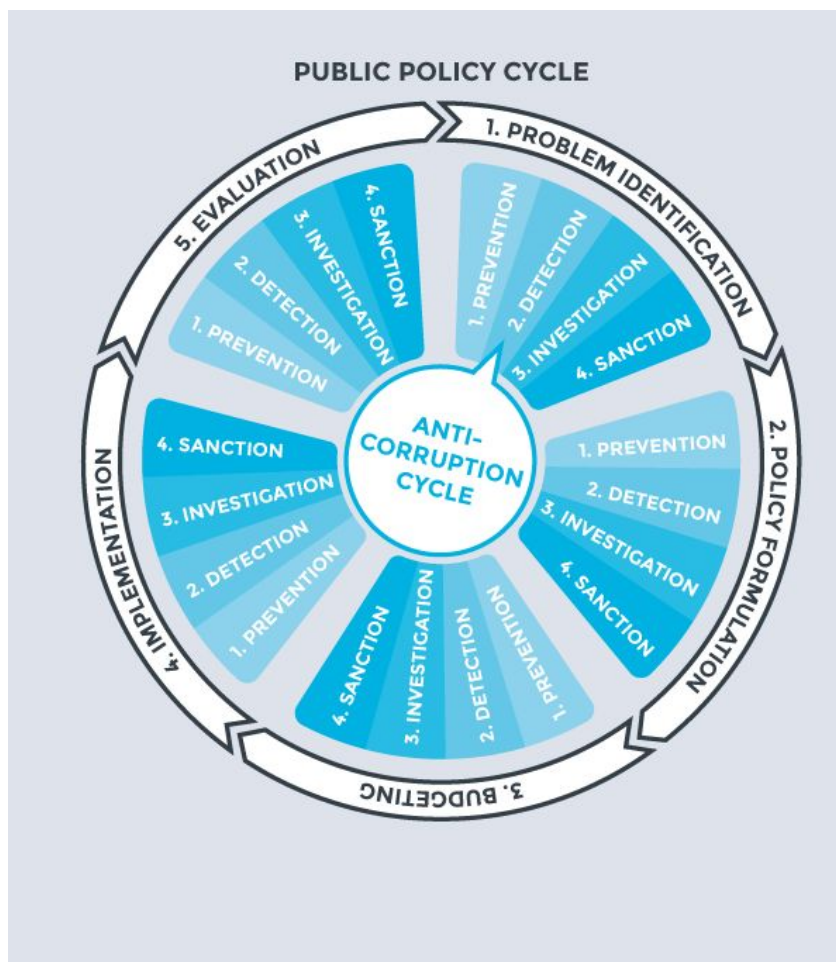 PUBLIC POLICY CYCLE
1. PROBLEM IDENTIFICATION
1. PREVENTION
2. DETECTION
3. INVESTIGATION
4. SANCTION
2. POLICY FORMULATION
1. PREVENTION
2. DETECTION
3. INVESTIGATION
4. SANCTION
3. BUDGETING
1. PREVENTION
2. DETECTION
3. INVESTIGATION
4. SANCTION
4. IMPLEMENTATION
1. PREVENTION
2. DETECTION
3. INVESTIGATION
4. SANCTION
5. EVALUATION
1. PREVENTION
2. DETECTION
3. INVESTIGATION
4. SANCTION
ANTI-
CORRUPTION
CYCLE